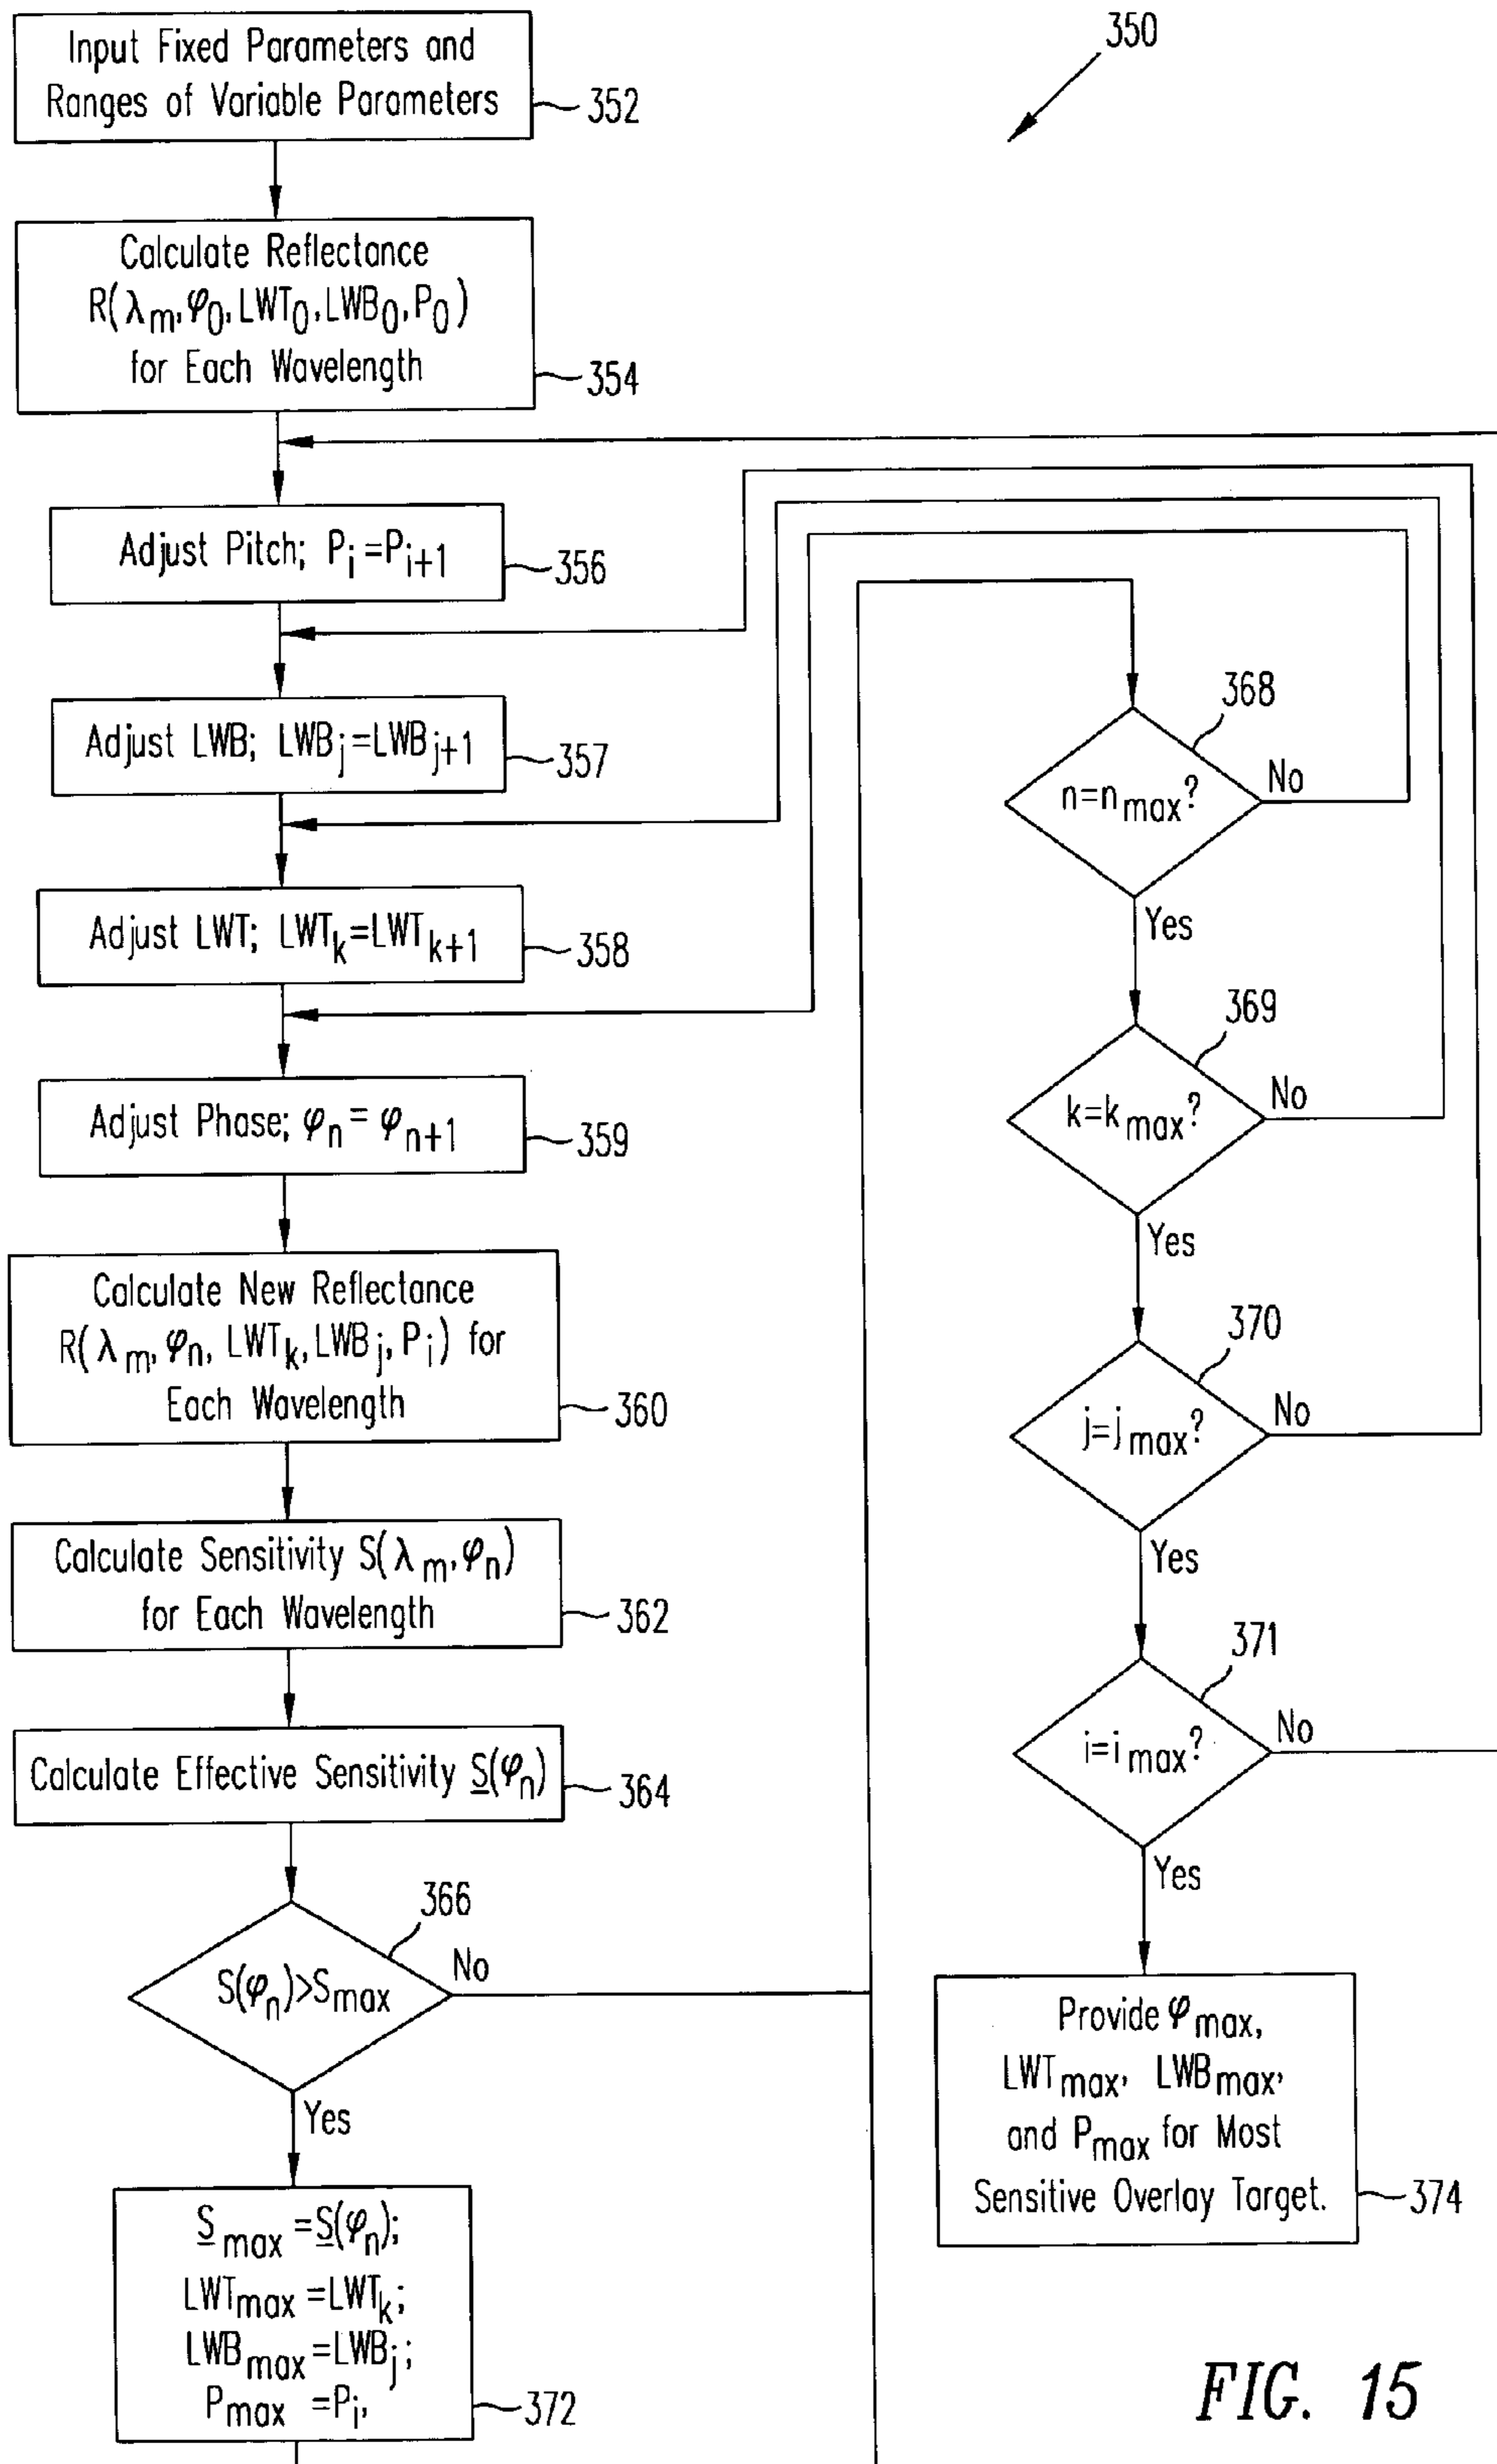 350
Input Fixed Parameters and
Ranges of Variable Parameters
352
Calculate Reflectance
R(λm, φ0, LWT0, LWB0, P0)
for Each Wavelength
354
Adjust Pitch; Pi=Pi+1
356
Adjust LWB; LWBj=LWBj+1
357
Adjust LWT; LWTk=LWTk+1
358
Adjust Phase; φn = φn+1
359
Calculate New Reflectance
R(λm, φn, LWTk, LWBj, Pi) for
Each Wavelength
360
Calculate Sensitivity S(λm, φn)
for Each Wavelength
362
Calculate Effective Sensitivity S(φn)
364
366
S(φn)>Smax
No
Yes
Smax =S(φn);
LWTmax =LWTk;
LWBmax =LWBj;
Pmax =Pi,
372
368
n=nmax?
No
Yes
369
k=kmax?
No
Yes
370
j=jmax?
No
Yes
371
i=imax?
No
Yes
Provide φmax,
LWTmax, LWBmax,
and Pmax for Most
Sensitive Overlay Target.
374
FIG. 15